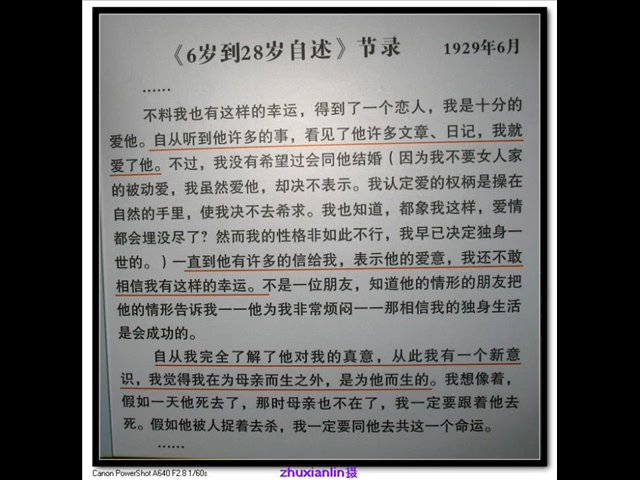 《6岁到28岁自述》节录 1929年6月
……
不料我也有这样的幸运，得到了一个恋人，我是十分的
爱他。自从听到他许多的事，看见了他许多文章、日记，我就
爱了他。不过，我没有希望过会同他结婚（因为我不要女人家
的被动爱，我虽然爱他，却决不表示。我认定爱的权柄是操在
自然的手里，使我决不去希求。我也知道，都象我这样，爱情
都会埋没尽了？然而我的性格非如此不行，我早已决定独身一
世的。）一直到他有许多的信给我，表示他的爱意，我还不敢
相信我有这样的幸运。不是一位朋友，知道他的情形的朋友把
他的情形告诉我——他为我非常烦闷——那相信我的独身生活
是会成功的。
自从我完全了解了他对我的真意，从此我有一个新意
识，我觉得我在为母亲而生之外，是为他而生的。我想像着，
假如一天他死去了，那时母亲也不在了，我一定要跟着他去
死。假如他被人捉着去杀，我一定要同他去共这一个命运。
……
Canon PowerShot A640 F2.8 1/60s zhuxianlin摄